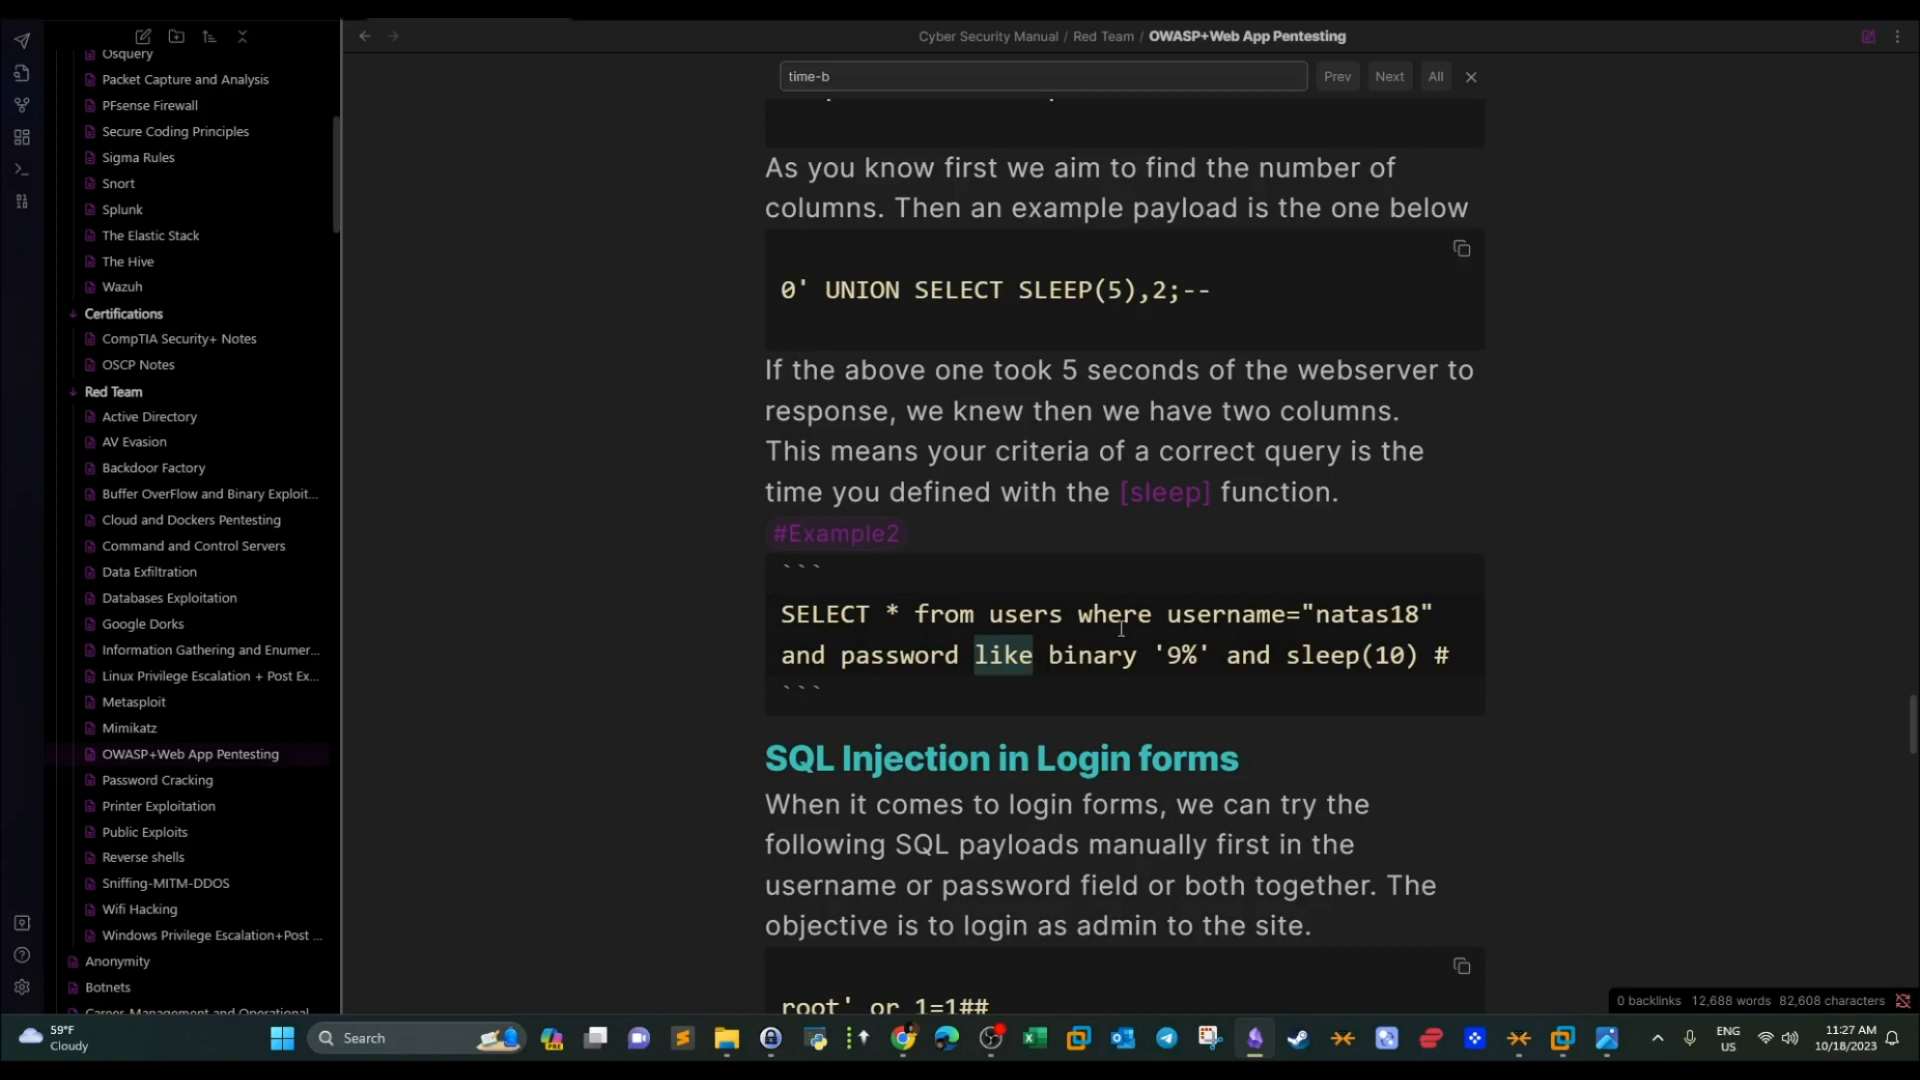 Cyber Security Manual / Red Team / OWASP+Web App Pentesting
time-b
Prev
Next
All
Osquery
Packet Capture and Analysis
PFsense Firewall
Secure Coding Principles
Sigma Rules
Snort
Splunk
The Elastic Stack
The Hive
Wazuh
Certifications
CompTIA Security+ Notes
OSCP Notes
Red Team
Active Directory
AV Evasion
Backdoor Factory
Buffer OverFlow and Binary Exploit...
Cloud and Dockers Pentesting
Command and Control Servers
Data Exfiltration
Databases Exploitation
Google Dorks
Information Gathering and Enumer...
Linux Privilege Escalation + Post Ex...
Metasploit
Mimikatz
OWASP+Web App Pentesting
Password Cracking
Printer Exploitation
Public Exploits
Reverse shells
Sniffing-MITM-DDOS
Wifi Hacking
Windows Privilege Escalation+Post ...
Anonymity
Botnets
Career Management and Operational
As you know first we aim to find the number of
columns. Then an example payload is the one below
0' UNION SELECT SLEEP(5),2;--
If the above one took 5 seconds of the webserver to
response, we knew then we have two columns.
This means your criteria of a correct query is the
time you defined with the [sleep] function.
#Example2
```
SELECT * from users where username="natas18"
and password like binary '9%' and sleep(10) #
```
SQL Injection in Login forms
When it comes to login forms, we can try the
following SQL payloads manually first in the
username or password field or both together. The
objective is to login as admin to the site.
root' or 1=1##
0 backlinks 12,688 words 82,608 characters
59°F
Cloudy
Search
ENG
US
11:27 AM
10/18/2023